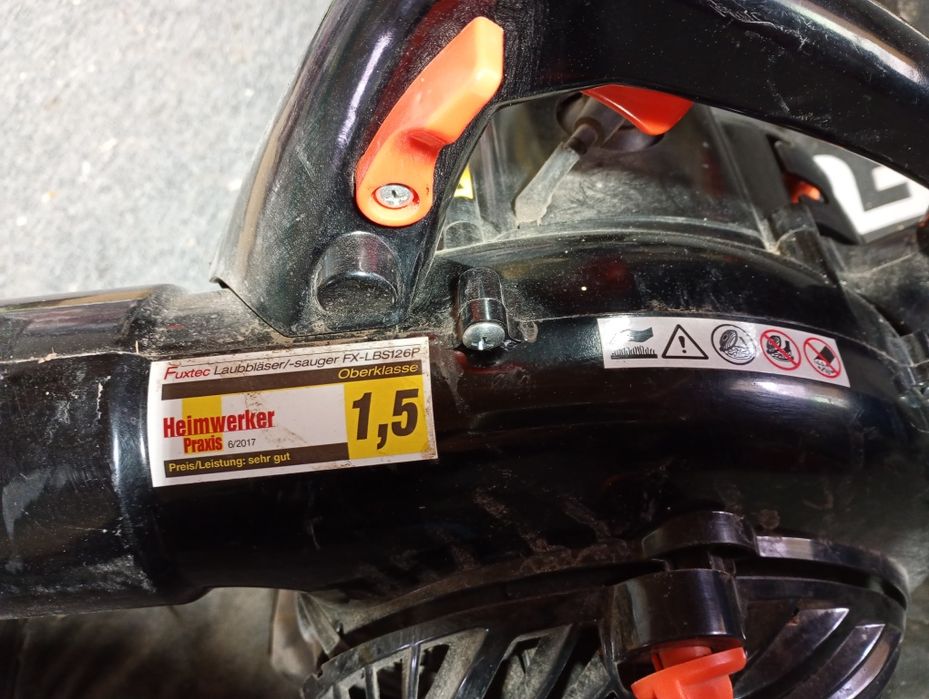 Fuxtec Laubbläser/-sauger FX-LBS126P
Oberklasse
Heimwerker
Praxis 6/2017
1,5
Preis/Leistung: sehr gut